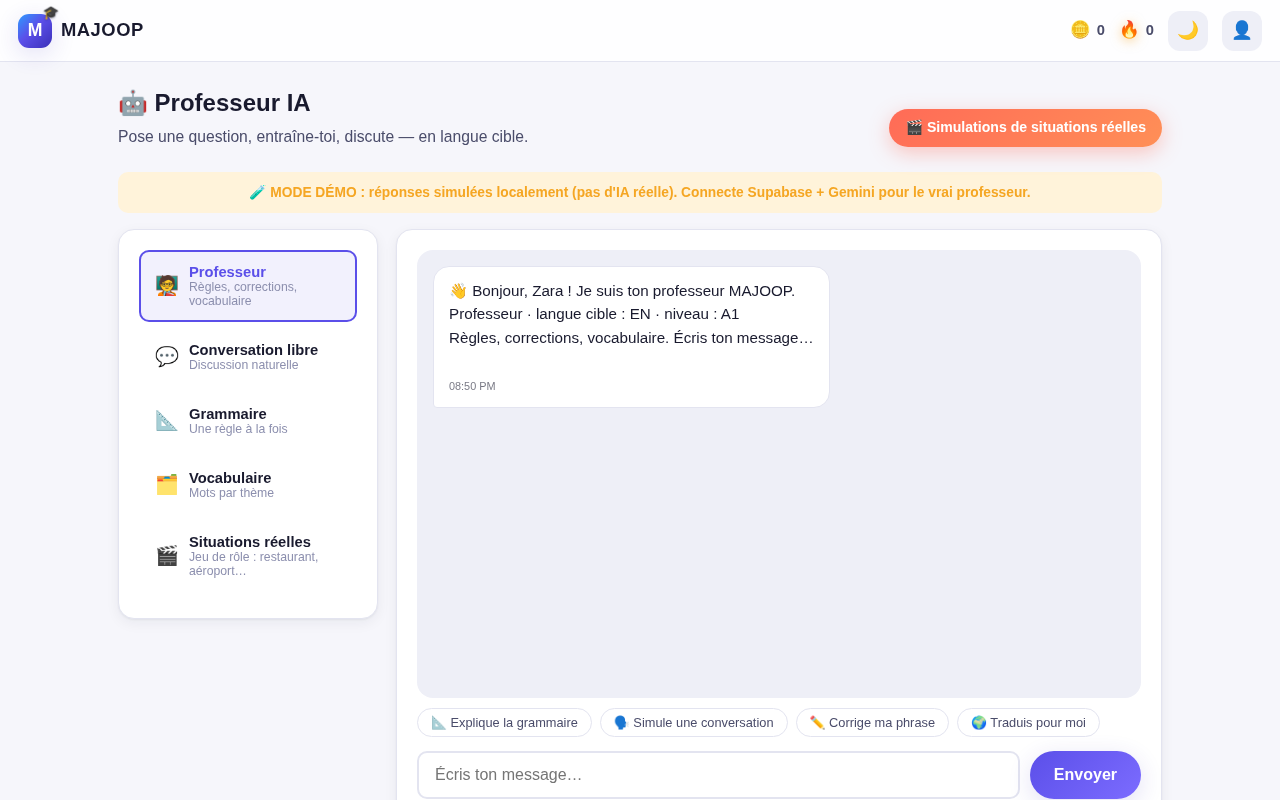 M MAJOOP
0 0
Professeur IA
Pose une question, entraîne-toi, discute — en langue cible.
Simulations de situations réelles
MODE DÉMO : réponses simulées localement (pas d'IA réelle). Connecte Supabase + Gemini pour le vrai professeur.
Professeur
Règles, corrections,
vocabulaire
Conversation libre
Discussion naturelle
Grammaire
Une règle à la fois
Vocabulaire
Mots par thème
Situations réelles
Jeu de rôle : restaurant,
aéroport…
Bonjour, Zara ! Je suis ton professeur MAJOOP.
Professeur · langue cible : EN · niveau : A1
Règles, corrections, vocabulaire. Écris ton message…
08:50 PM
Explique la grammaire
Simule une conversation
Corrige ma phrase
Traduis pour moi
Écris ton message…
Envoyer